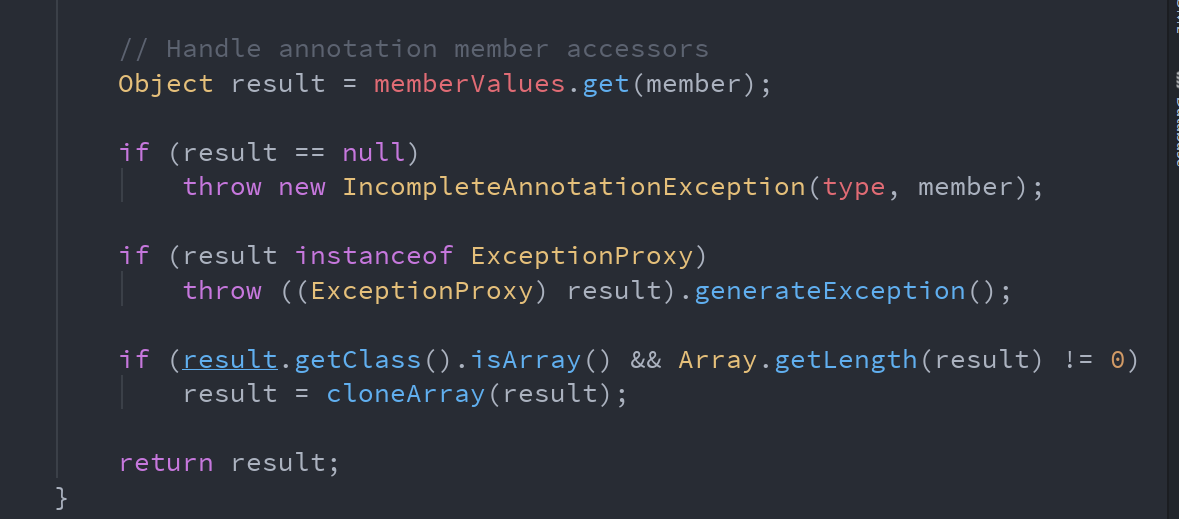 // Handle annotation member accessors
Object result = memberValues.get(member);
if (result == null)
throw new IncompleteAnnotationException(type, member);
if (result instanceof ExceptionProxy)
throw ((ExceptionProxy) result).generateException();
if (result.getClass().isArray() && Array.getLength(result) != 0)
result = cloneArray(result);
return result;
}